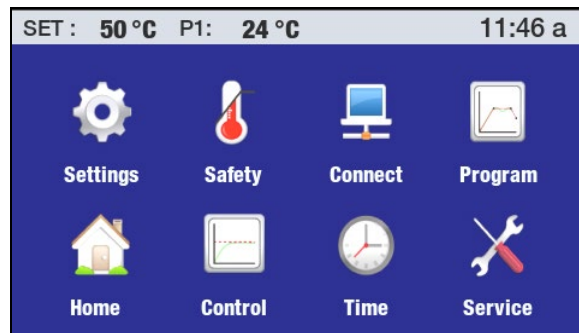 SET : 50 °C P1: 24 °C 11:46 a
Settings Safety Connect Program
Home Control Time Service